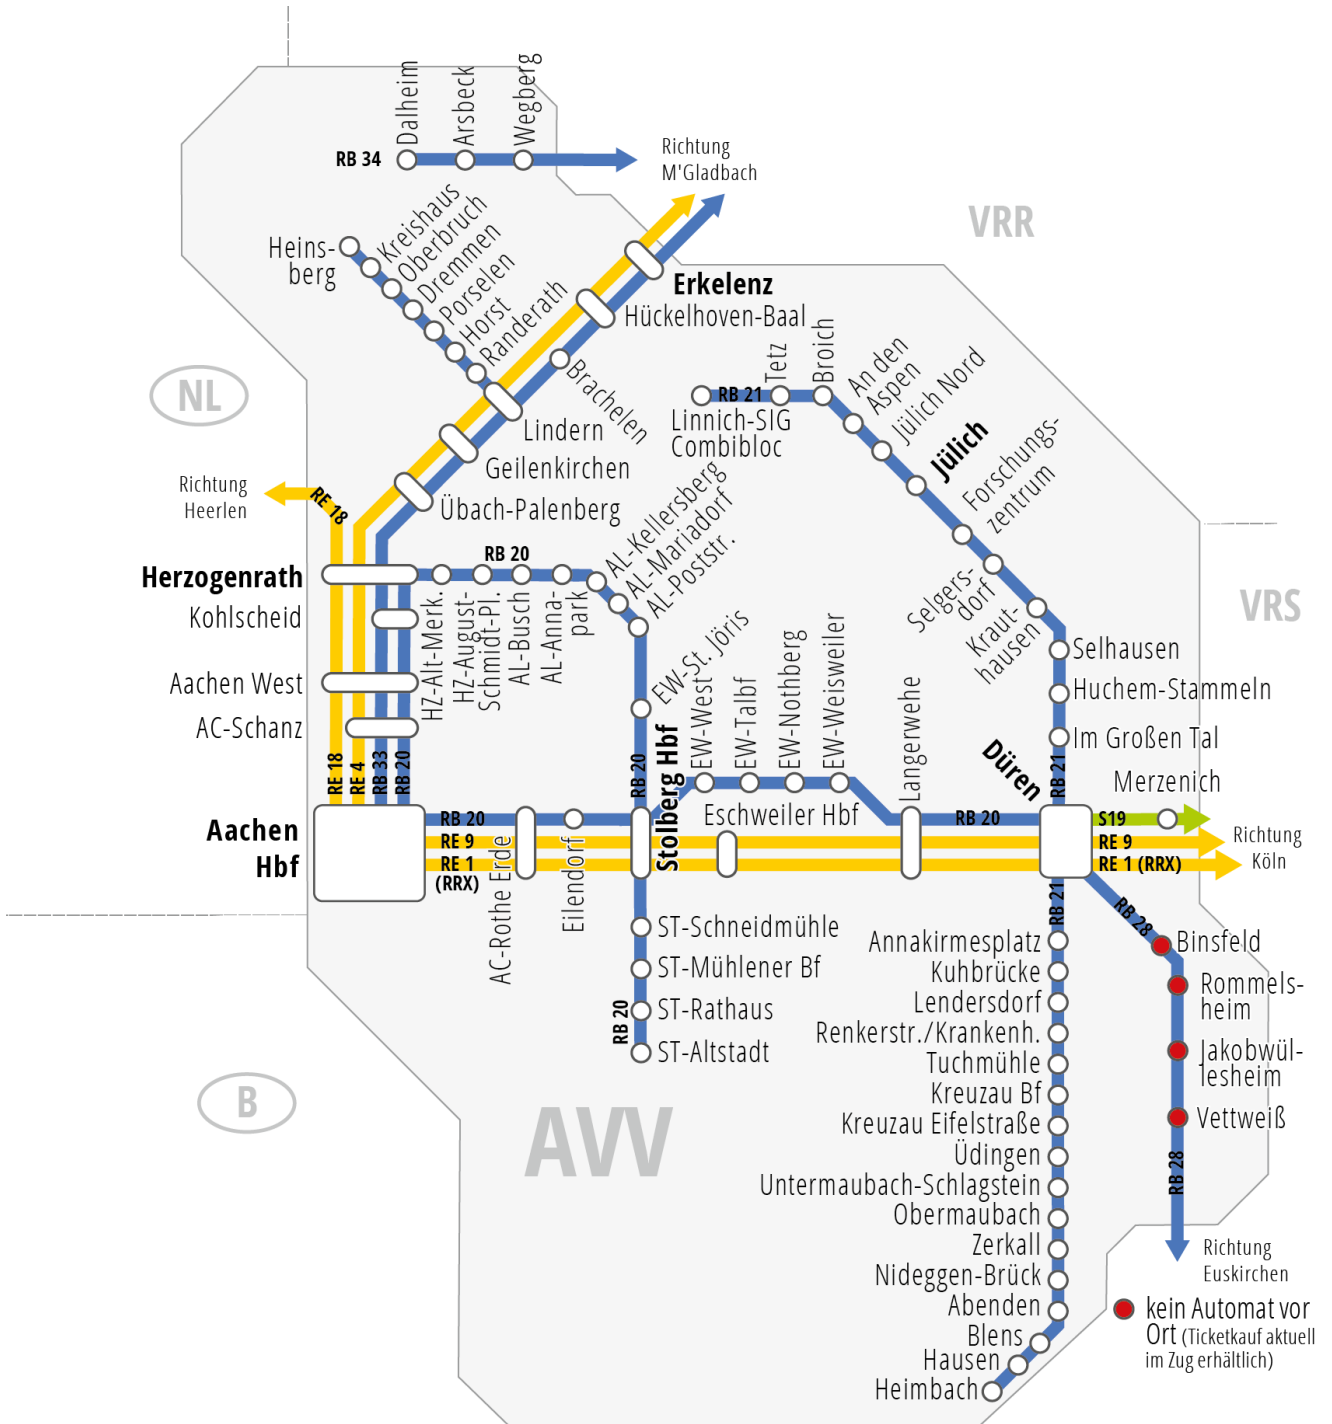 Dalheim
Arsbeck
Wegberg
RB 34
Richtung
M'Gladbach
VRR
Heins-
berg
Kreishaus
Oberbruch
Dremmen
Porselen
Horst
Randerath
Erkelenz
Hückelhoven-Baal
Brachelen
Lindern
Geilenkirchen
Übach-Palenberg
NL
Richtung
Heerlen
RE 18
RB 21
Linnich-SIG
Combibloc
Tetz
Broich
An den
Aspen
Jülich Nord
Jülich
Forschungs-
zentrum
Selgers-
dorf
Kraut-
hausen
Selhausen
Huchem-Stammeln
Im Großen Tal
RB 21
VRS
Herzogenrath
Kohlscheid
Aachen West
AC-Schanz
RB 20
HZ-Alt-Merk.
HZ-August-
Schmidt-Pl.
AL-Busch
AL-Anna-
park
AL-Kellersberg
AL-Mariadorf
AL-Poststr.
EW-St. Jöris
RB 20
Stolberg Hbf
EW-West
EW-Talbf
EW-Nothberg
EW-Weisweiler
Langerwehe
Düren
Merzenich
RE 18
RE 4
RB 33
RB 20
Aachen
Hbf
RB 20
RE 9
RE 1
(RRX)
AC-Rothe Erde
Eilendorf
Eschweiler Hbf
RB 20
S19
RE 9
RE 1 (RRX)
Richtung
Köln
ST-Schneidmühle
ST-Mühlener Bf
ST-Rathaus
ST-Altstadt
RB 20
RB 21
Annakirmesplatz
Kuhbrücke
Lendersdorf
Renkerstr./Krankenh.
Tuchmühle
Kreuzau Bf
Kreuzau Eifelstraße
Üdingen
Untermaubach-Schlagstein
Obermaubach
Zerkall
Nideggen-Brück
Abenden
Blens
Hausen
Heimbach
RB 28
Binsfeld
Rommels-
heim
Jakobwül-
lesheim
Vettweiß
RB 28
Richtung
Euskirchen
B
AVV
kein Automat vor
Ort (Ticketkauf aktuell
im Zug erhältlich)